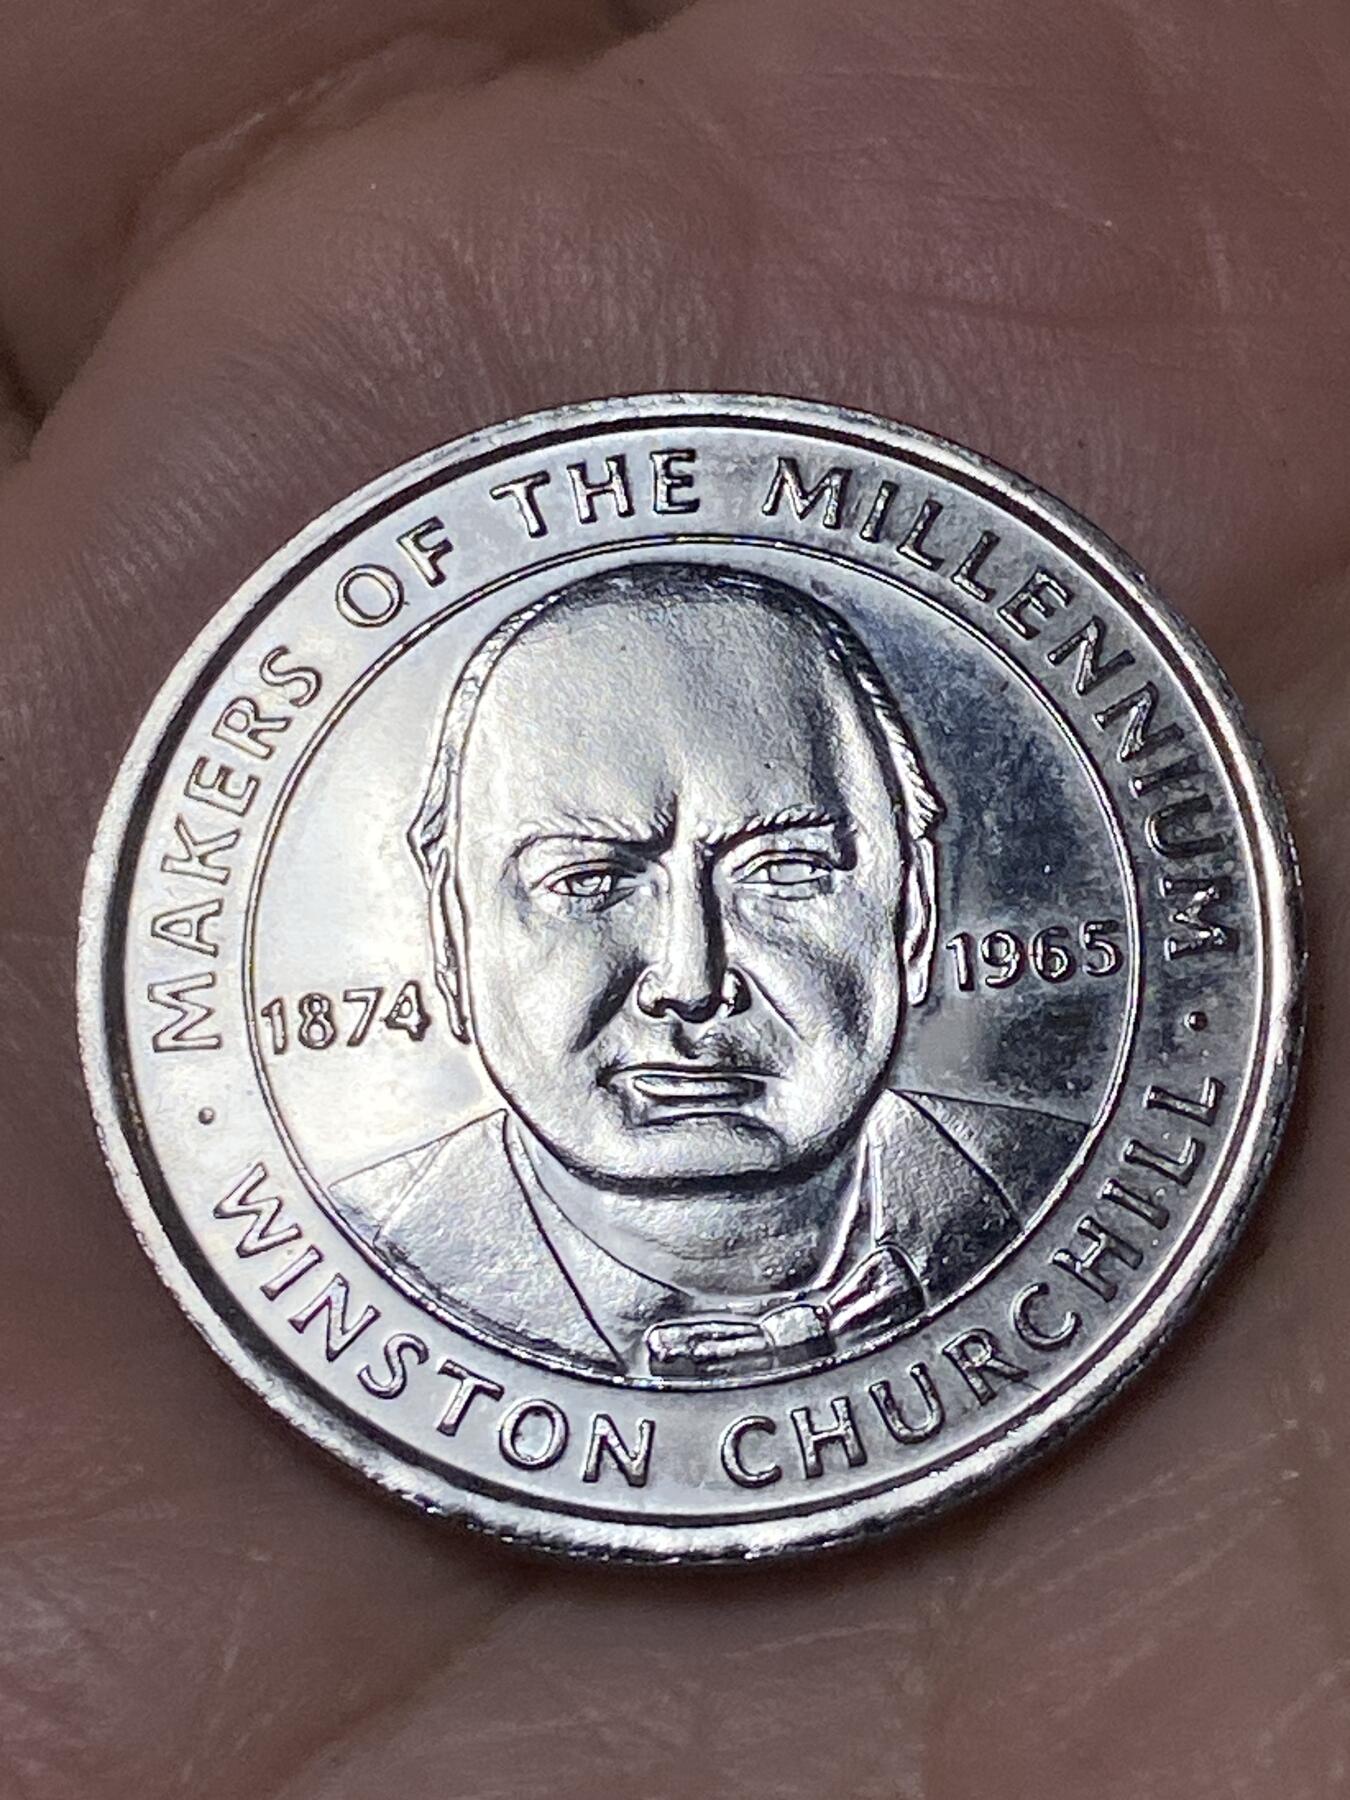 MAKERS OF THE MILLENNIUM
1874
1965
· WINSTON CHURCHILL ·